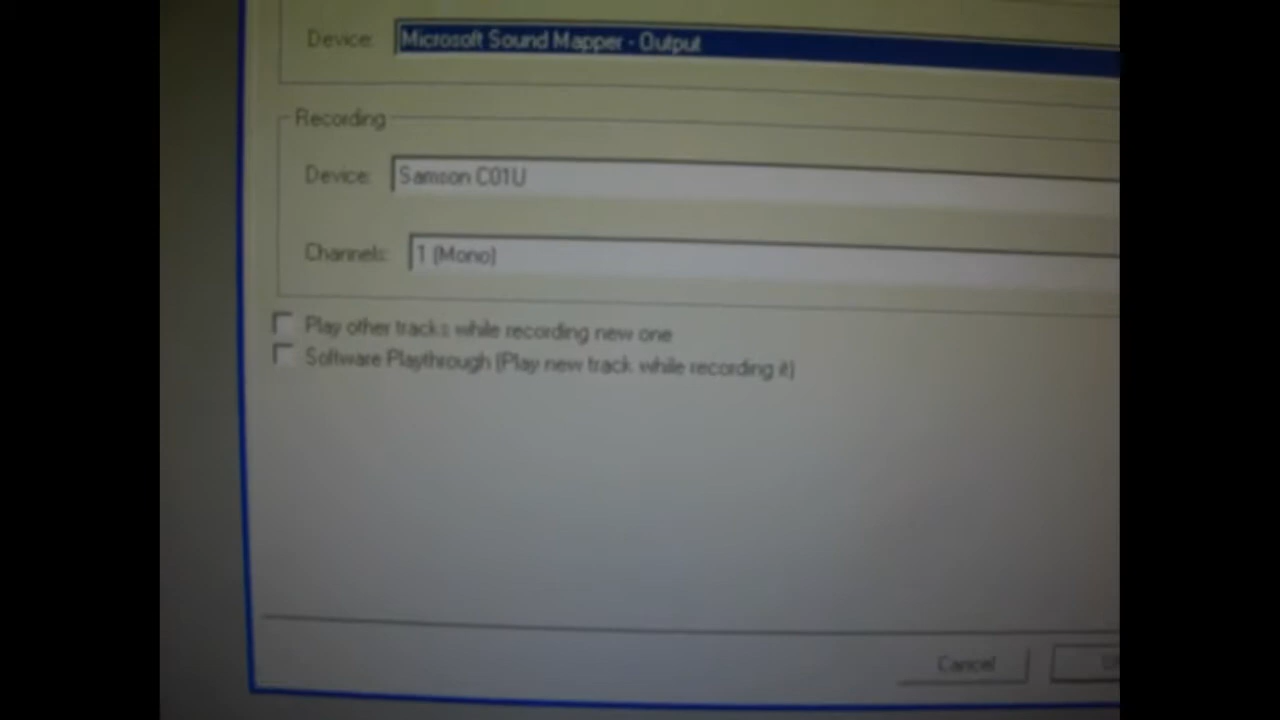 Device: Microsoft Sound Mapper - Output
Recording
Device: Samson C01U
Channels: 1 (Mono)
Play other tracks while recording new one
Software Playthrough (Play new track while recording it)
Cancel